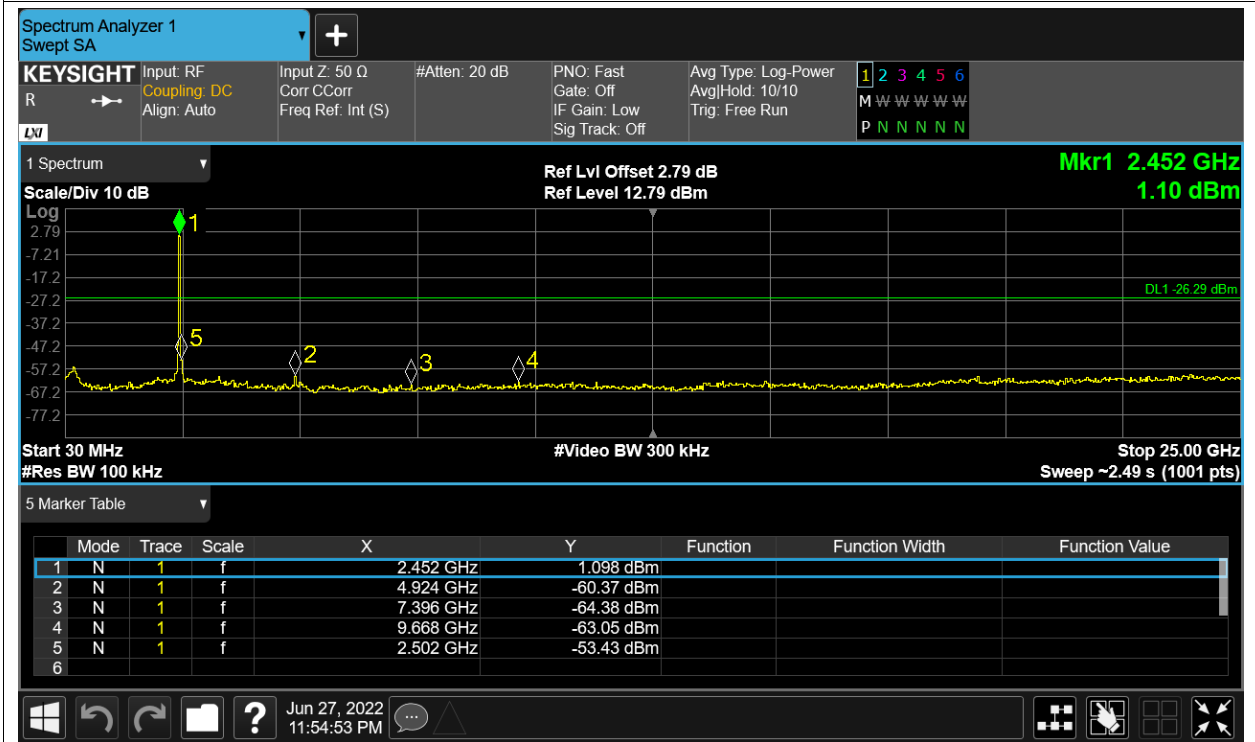 Spectrum Analyzer 1
Swept SA
+
KEYSIGHT
R
LXI
Input: RF
Coupling: DC
Align: Auto
Input Z: 50 Ω
Corr CCorr
Freq Ref: Int (S)
#Atten: 20 dB
PNO: Fast
Gate: Off
IF Gain: Low
Sig Track: Off
Avg Type: Log-Power
Avg|Hold: 10/10
Trig: Free Run
1 2 3 4 5 6
M W W W W W
P N N N N N
1 Spectrum
Scale/Div 10 dB
Ref Lvl Offset 2.79 dB
Ref Level 12.79 dBm
Mkr1 2.452 GHz
1.10 dBm
Log
2.79
-7.21
-17.2
-27.2
-37.2
-47.2
-57.2
-67.2
-77.2
1
5
2
3
4
DL1 -26.29 dBm
Start 30 MHz
#Video BW 300 kHz
Stop 25.00 GHz
#Res BW 100 kHz
Sweep ~2.49 s (1001 pts)
5 Marker Table
Mode Trace Scale X Y Function Function Width Function Value
1 N 1 f 2.452 GHz 1.098 dBm
2 N 1 f 4.924 GHz -60.37 dBm
3 N 1 f 7.396 GHz -64.38 dBm
4 N 1 f 9.668 GHz -63.05 dBm
5 N 1 f 2.502 GHz -53.43 dBm
6
?
Jun 27, 2022
11:54:53 PM